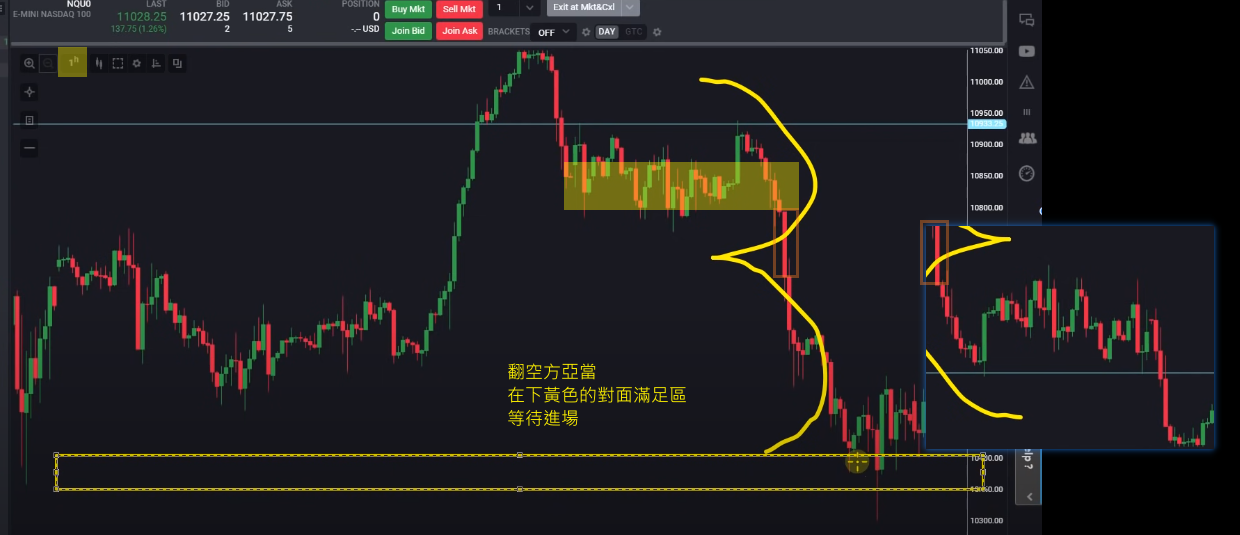 NQU0
E-MINI NASDAQ 100
LAST
11028.25
137.75 (1.26%)
BID
11027.25
2
ASK
11027.75
5
POSITION
0
-.-- USD
Buy Mkt
Sell Mkt
1
Exit at Mkt&Cxl
Join Bid
Join Ask
BRACKETS
OFF
DAY
GTC
1h
11050.00
11000.00
10950.00
10900.00
10850.00
10800.00
翻空方亞當
在下黃色的對面滿足區
等待進場
10300.00